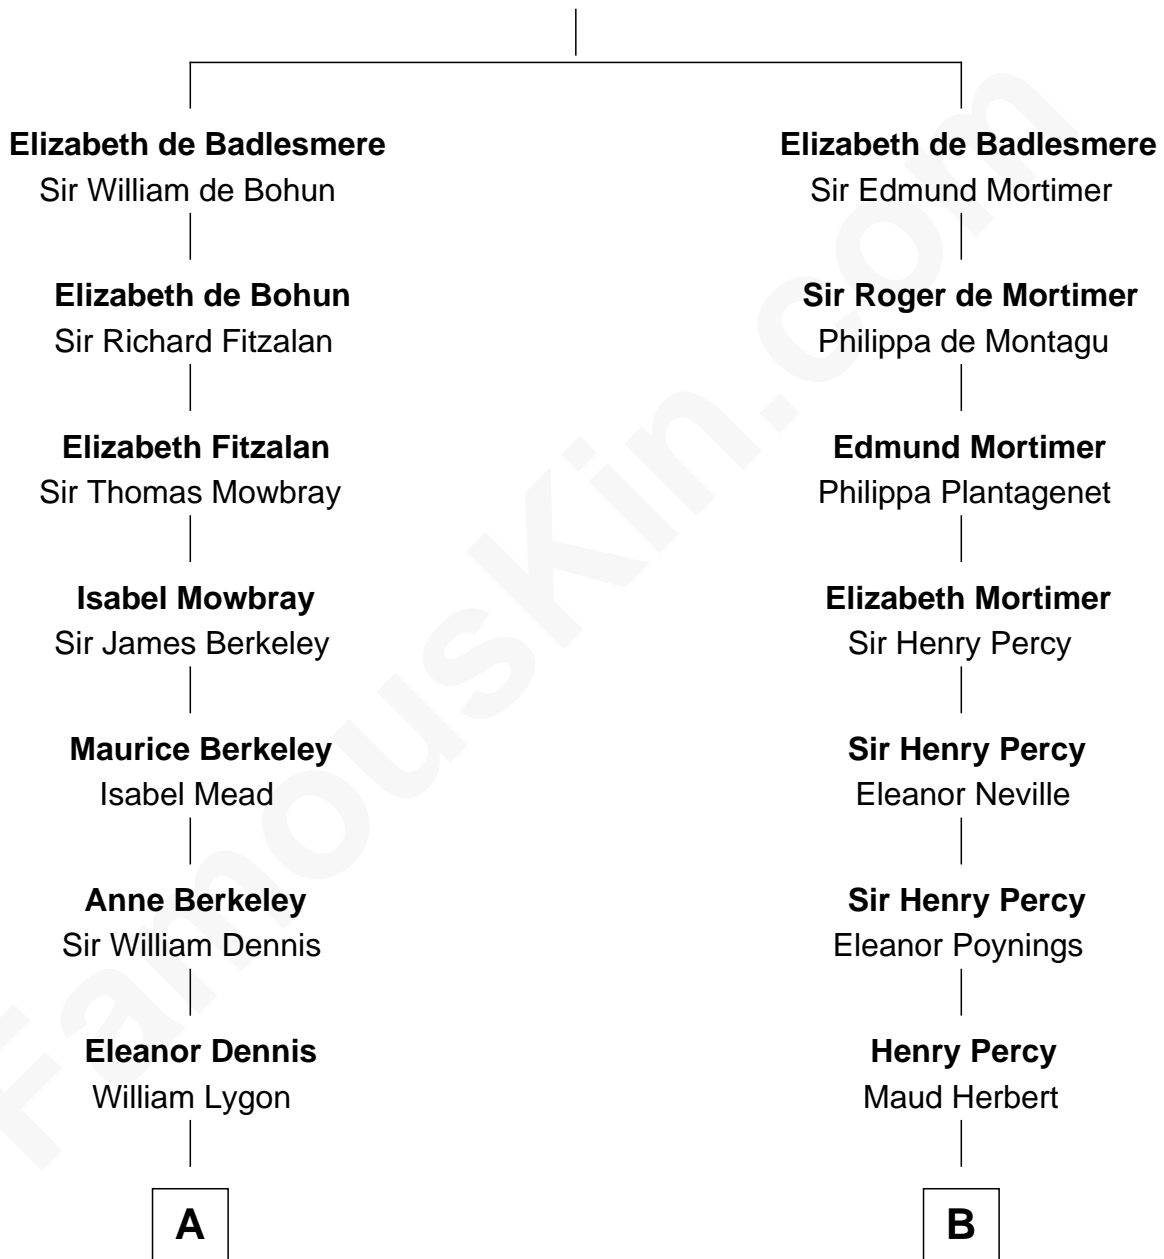 Elizabeth de Badlesmere
Sir William de Bohun
Elizabeth de Bohun
Sir Richard Fitzalan
Elizabeth Fitzalan
Sir Thomas Mowbray
Isabel Mowbray
Sir James Berkeley
Maurice Berkeley
Isabel Mead
Anne Berkeley
Sir William Dennis
Eleanor Dennis
William Lygon
A
Elizabeth de Badlesmere
Sir Edmund Mortimer
Sir Roger de Mortimer
Philippa de Montagu
Edmund Mortimer
Philippa Plantagenet
Elizabeth Mortimer
Sir Henry Percy
Sir Henry Percy
Eleanor Neville
Sir Henry Percy
Eleanor Poynings
Henry Percy
Maud Herbert
B
FamousKin.com